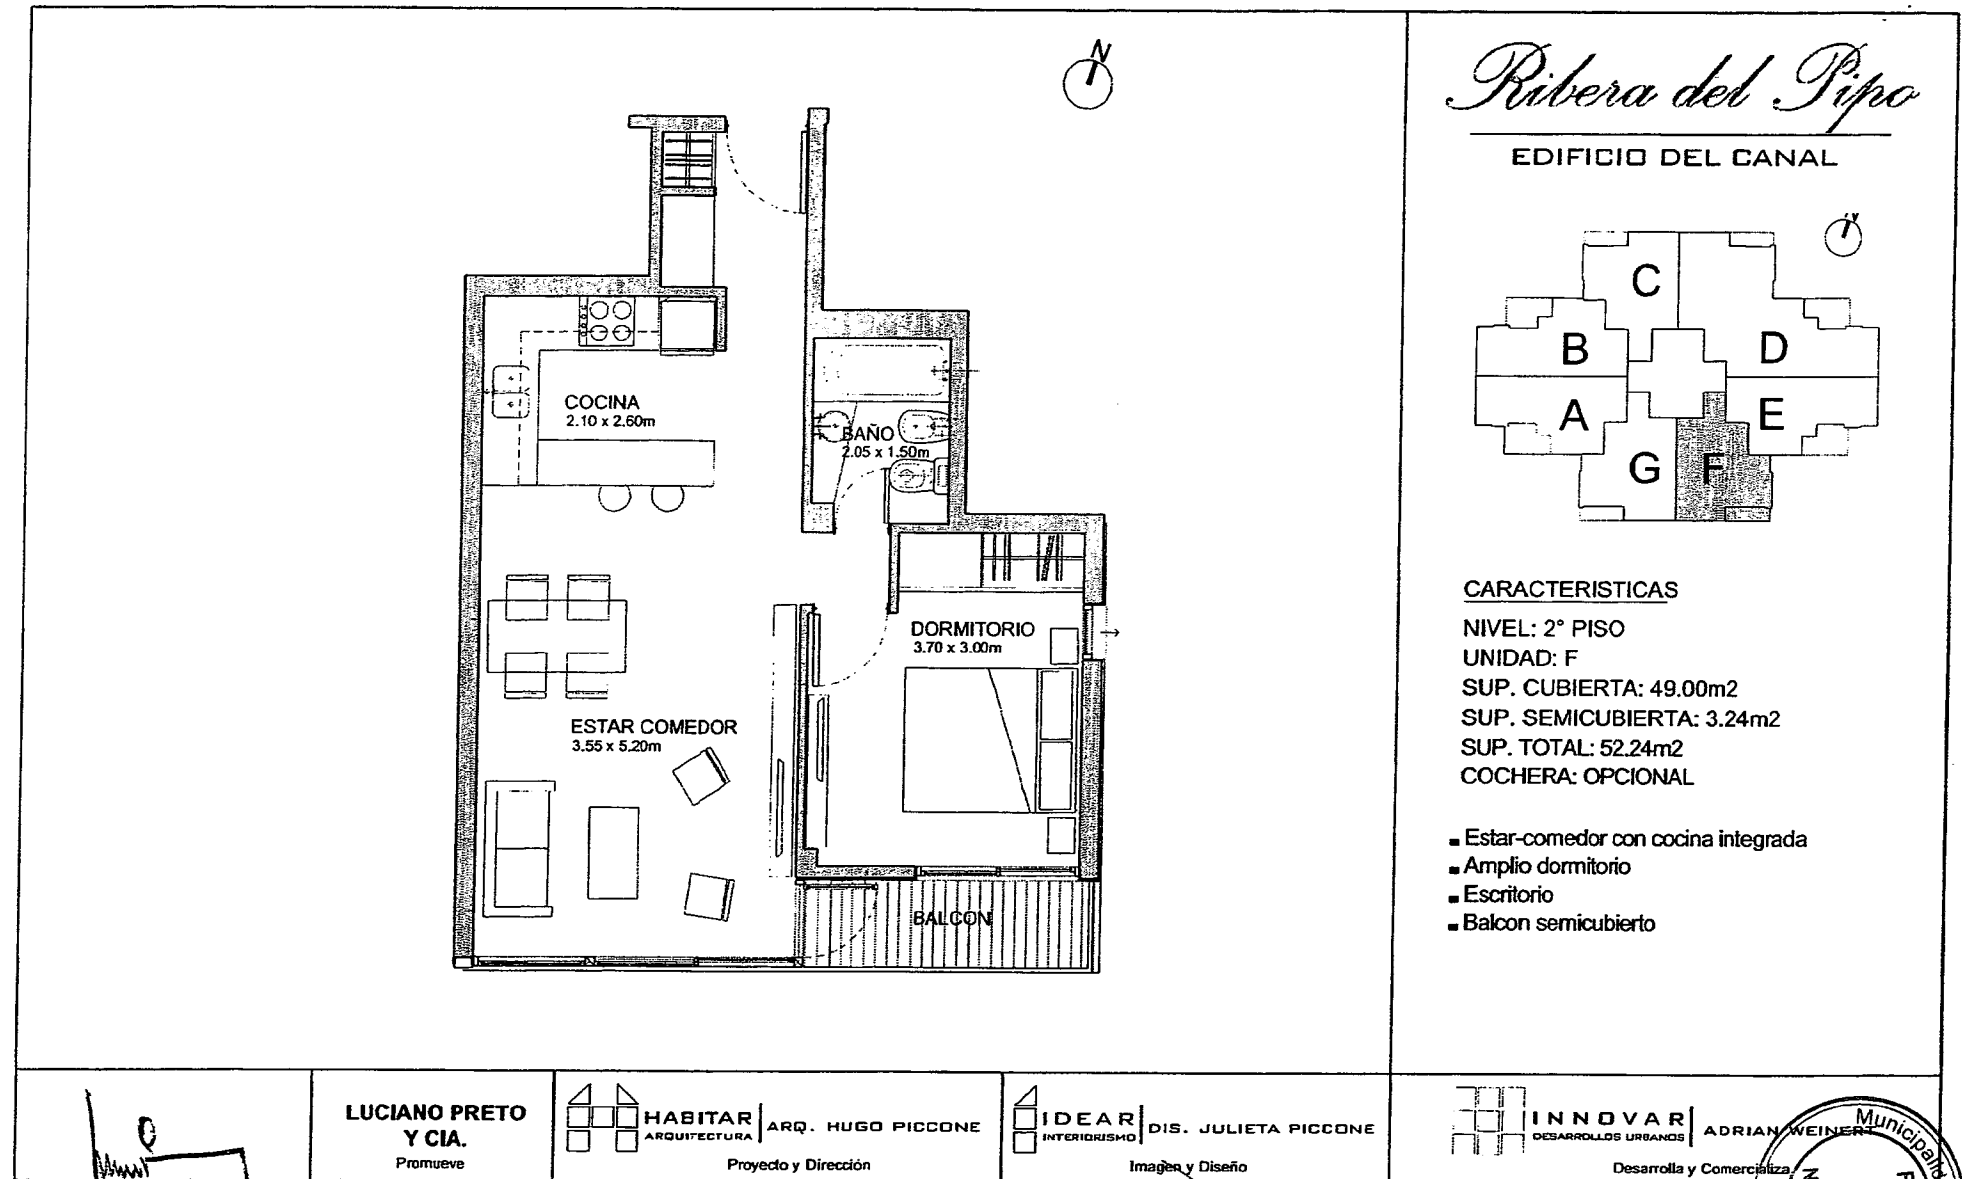 N
COCINA
2.10 x 2.60m
BAÑO
2.05 x 1.50m
DORMITORIO
3.70 x 3.00m
ESTAR COMEDOR
3.55 x 5.20m
BALCON
Ribera del Pipo
EDIFICIO DEL CANAL
N
C
B
D
A
E
G
F
CARACTERISTICAS
NIVEL: 2° PISO
UNIDAD: F
SUP. CUBIERTA: 49.00m2
SUP. SEMICUBIERTA: 3.24m2
SUP. TOTAL: 52.24m2
COCHERA: OPCIONAL
▪ Estar-comedor con cocina integrada
▪ Amplio dormitorio
▪ Escritorio
▪ Balcon semicubierto
LUCIANO PRETO
Y CIA.
Promueve
HABITAR
ARQUITECTURA
ARQ. HUGO PICCONE
Proyecto y Dirección
IDEAR
INTERIORISMO
DIS. JULIETA PICCONE
Imagen y Diseño
INNOVAR
DESARROLLOS URBANOS
ADRIAN WEINERT
Desarrolla y Comercializa